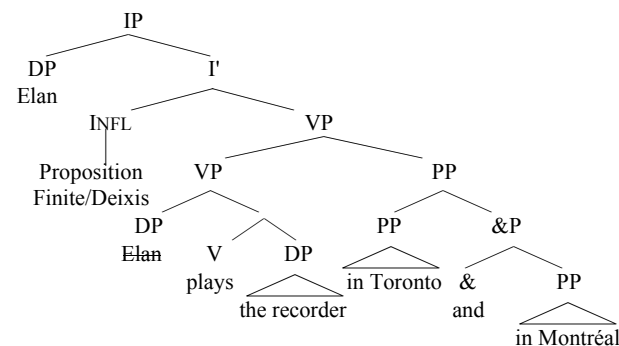 IP
DP I'
Elan
INFL VP
Proposition VP PP
Finite/Deixis
DP PP &P
Elan V DP
plays in Toronto & PP
the recorder and
in Montréal